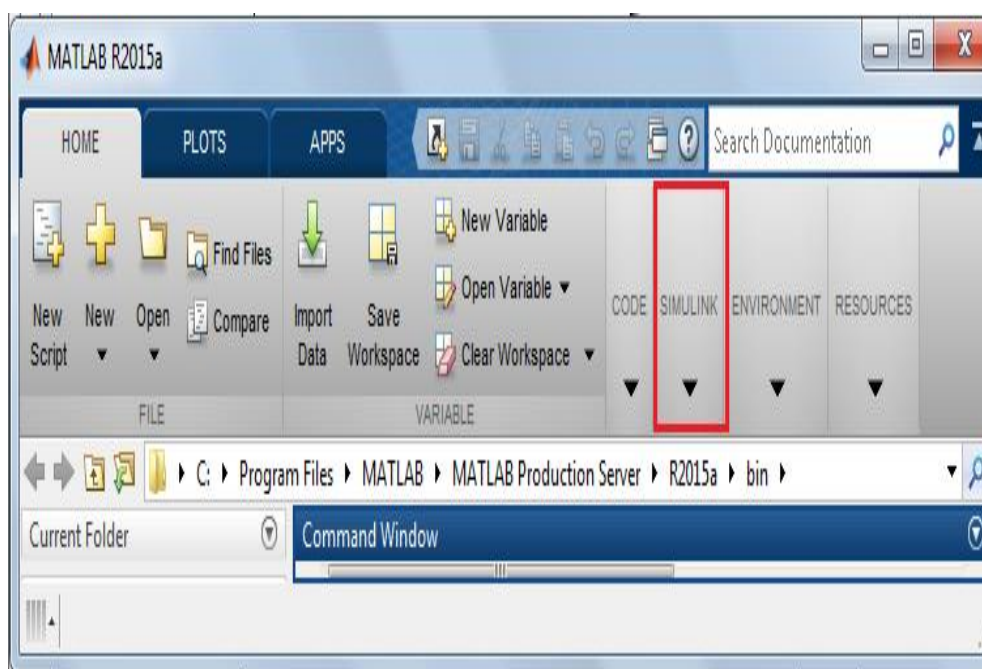 MATLAB R2015a
HOME PLOTS APPS Search Documentation
New Script
New
Open
Find Files
Compare
Import Data
Save Workspace
New Variable
Open Variable
Clear Workspace
CODE SIMULINK ENVIRONMENT RESOURCES
FILE VARIABLE
C: Program Files MATLAB MATLAB Production Server R2015a bin
Current Folder Command Window